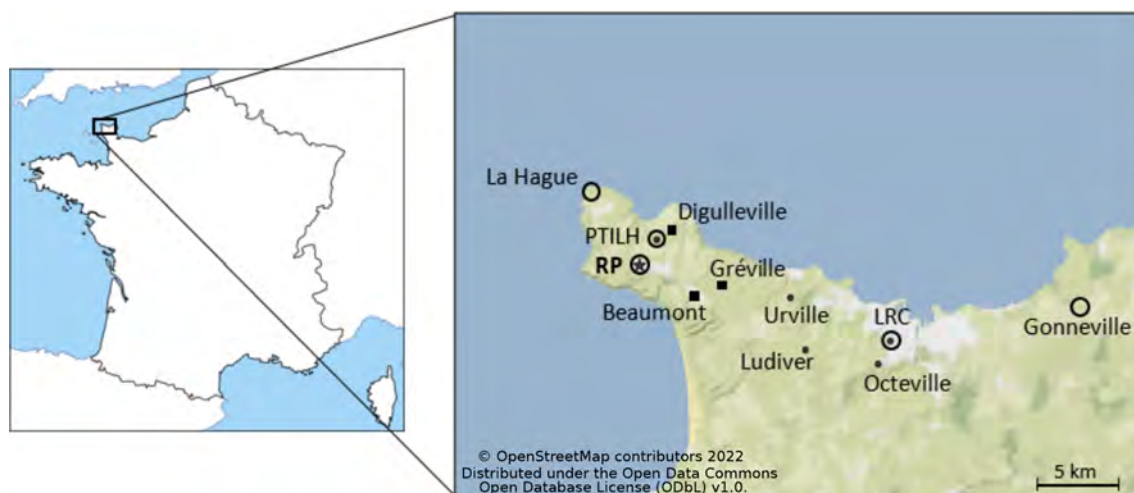 La Hague
Digulleville
PTILH
RP
Gréville
Beaumont
Urville
LRC
Gonneville
Ludiver
Octeville
© OpenStreetMap contributors 2022
Distributed under the Open Data Commons
Open Database License (ODbL) v1.0.
5 km